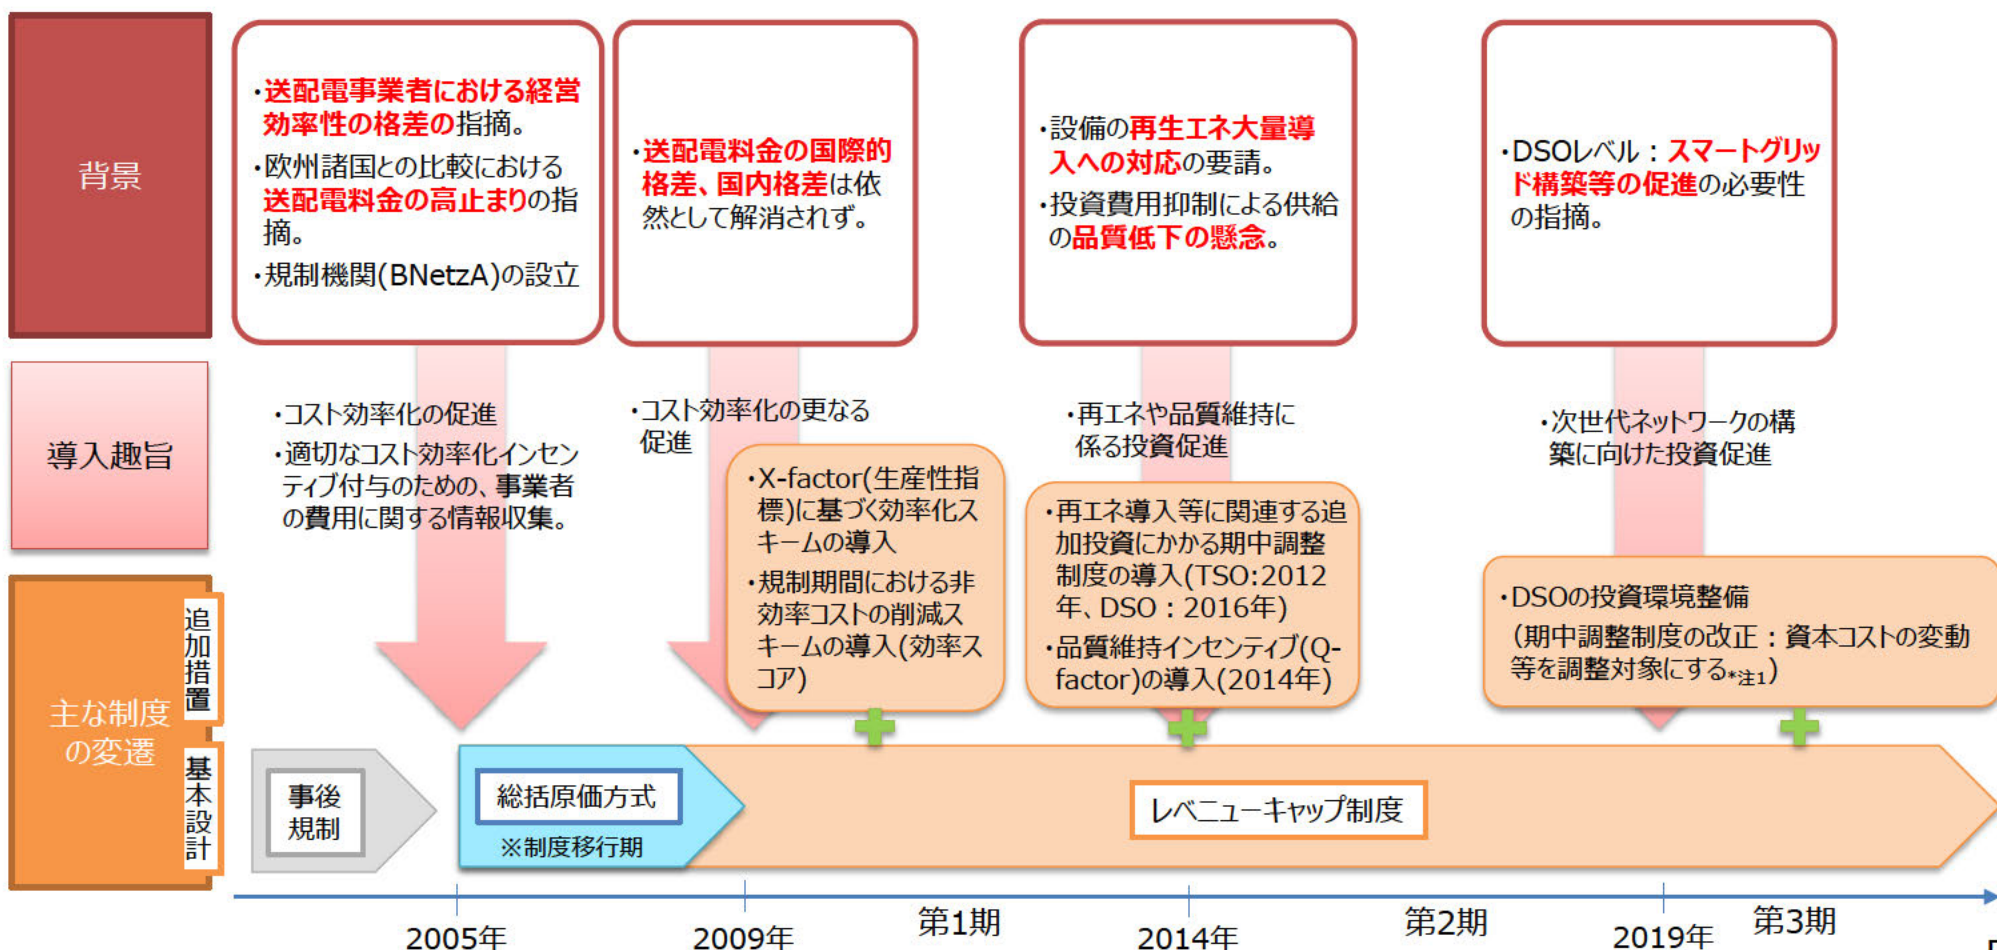 背景
・送配電事業者における経営
効率性の格差の指摘。
・欧州諸国との比較における
送配電料金の高止まりの指
摘。
・規制機関(BNetzA)の設立
・送配電料金の国際的
格差、国内格差は依
然として解消されず。
・設備の再生エネ大量導
入への対応の要請。
・投資費用抑制による供給
の品質低下の懸念。
・DSOレベル：スマートグリッ
ド構築等の促進の必要性
の指摘。
導入趣旨
・コスト効率化の促進
・適切なコスト効率化インセン
ティブ付与のための、事業者
の費用に関する情報収集。
・コスト効率化の更なる
促進
・再エネや品質維持に
係る投資促進
・次世代ネットワークの構
築に向けた投資促進
主な制度
の変遷
追加措置
・X-factor(生産性指
標)に基づく効率化ス
キームの導入
・規制期間における非
効率コストの削減ス
キームの導入(効率ス
コア)
・再エネ導入等に関連する追
加投資にかかる期中調整
制度の導入(TSO:2012
年、DSO：2016年)
・品質維持インセンティブ(Q-
factor)の導入(2014年)
・DSOの投資環境整備
（期中調整制度の改正：資本コストの変動
等を調整対象にする*注1）
基本設計
事後
規制
総括原価方式
※制度移行期
レベニューキャップ制度
2005年
2009年
第1期
2014年
第2期
2019年
第3期